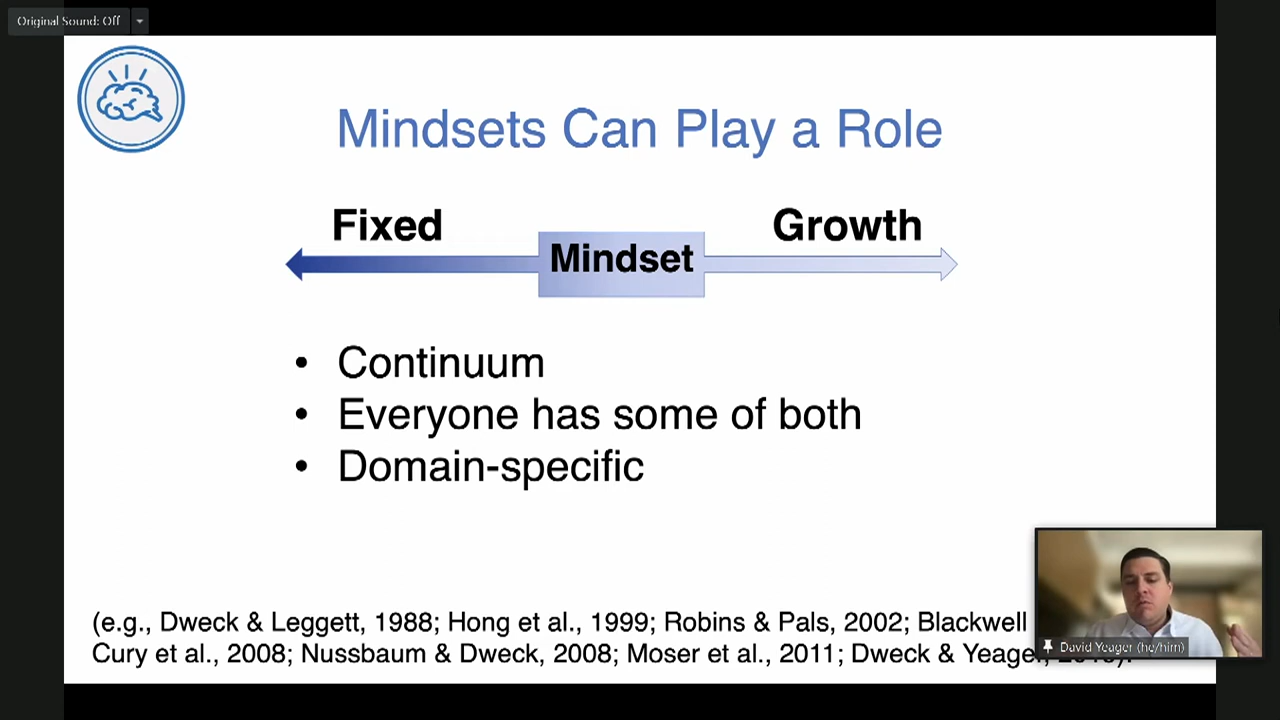 Original Sound: Off
Mindsets Can Play a Role
Fixed
Growth
Mindset
• Continuum
• Everyone has some of both
• Domain-specific
(e.g., Dweck & Leggett, 1988; Hong et al., 1999; Robins & Pals, 2002; Blackwell
Cury et al., 2008; Nussbaum & Dweck, 2008; Moser et al., 2011; Dweck & Yeager,
David Yeager (he/him)